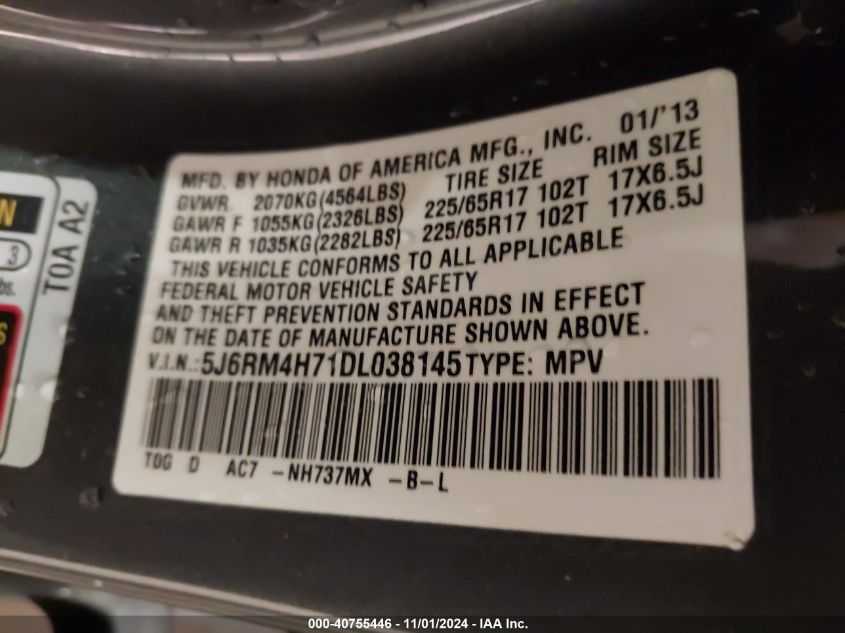 MFD. BY HONDA OF AMERICA MFG., INC. 01/'13
GVWR 2070KG(4564LBS) TIRE SIZE RIM SIZE
GAWR F 1055KG(2326LBS) 225/65R17 102T 17X6.5J
GAWR R 1035KG(2282LBS) 225/65R17 102T 17X6.5J
THIS VEHICLE CONFORMS TO ALL APPLICABLE
FEDERAL MOTOR VEHICLE SAFETY
AND THEFT PREVENTION STANDARDS IN EFFECT
ON THE DATE OF MANUFACTURE SHOWN ABOVE.
V.I.N.:5J6RM4H71DL038145 TYPE: MPV
TDG D AC7 -NH737MX -B-L
T0A A2
3
000-40755446 - 11/01/2024 - IAA Inc.